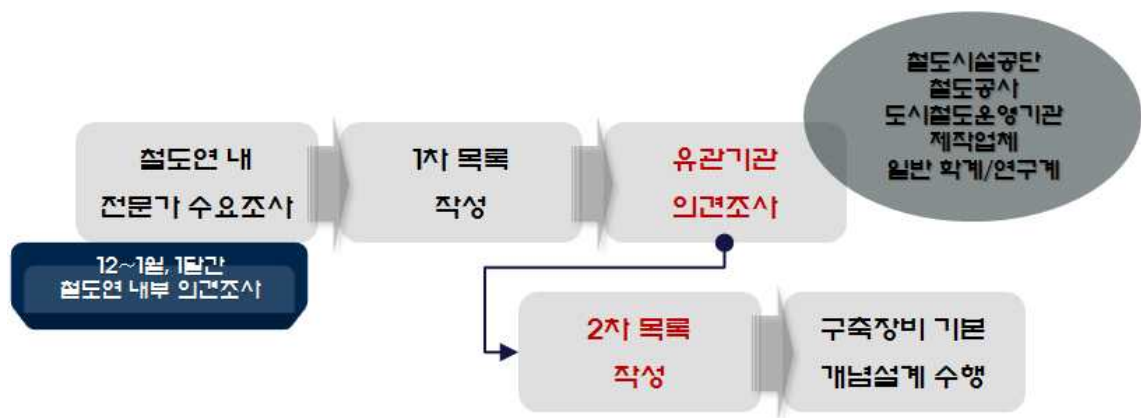 철도시설공단
철도공사
도시철도운영기관
제작업체
일반 학계/연구계
철도연 내
전문가 수요조사
1차 목록
작성
유관기관
의견조사
12~1월, 1달간
철도연 내부 의견조사
2차 목록
작성
구축장비 기본
개념설계 수행